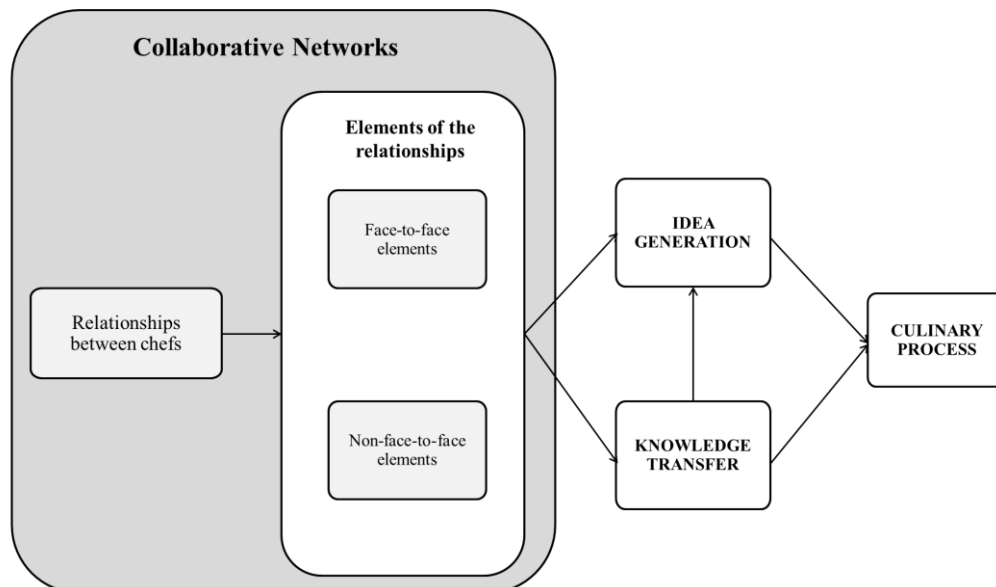 Collaborative Networks
Elements of the
relationships
Face-to-face
elements
Relationships
between chefs
Non-face-to-face
elements
IDEA
GENERATION
KNOWLEDGE
TRANSFER
CULINARY
PROCESS